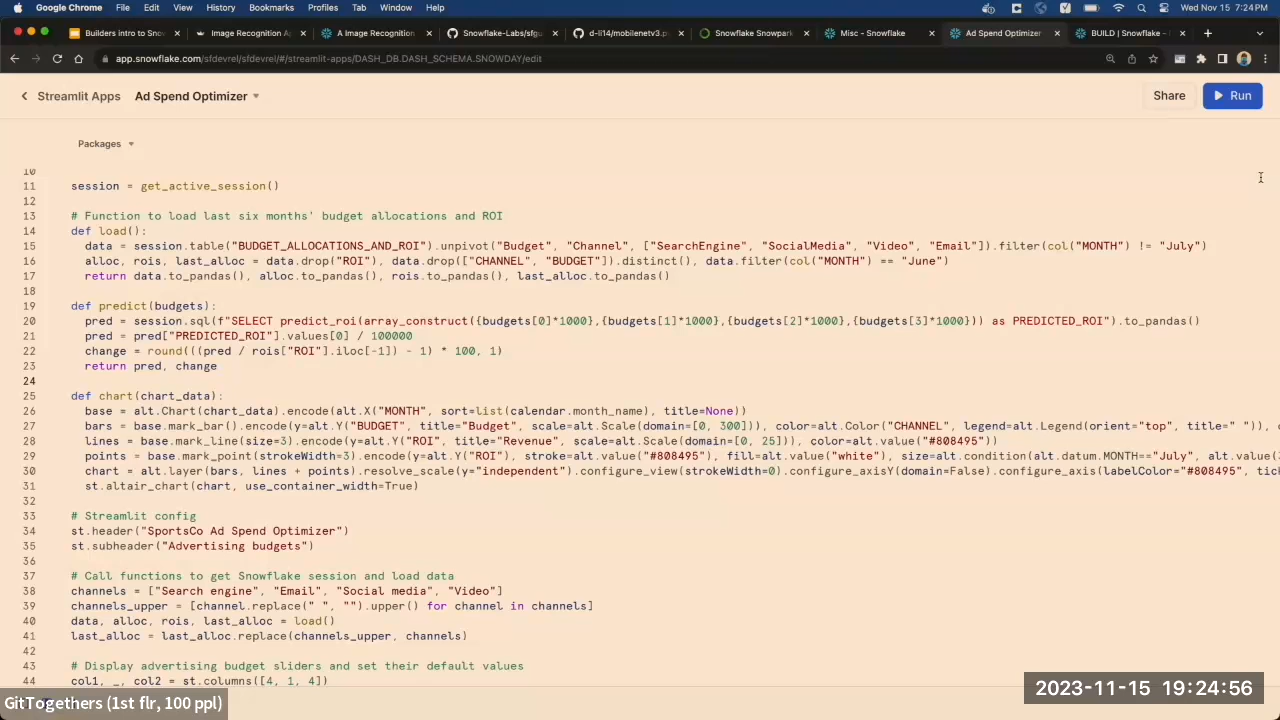 Google Chrome File Edit View History Bookmarks Profiles Tab Window Help Wed Nov 15 7:24 PM
Builders intro to Snow Image Recognition A A Image Recognition Snowflake-Labs/sfgu d-li14/mobilenetv3.p Snowflake Snowpark Misc - Snowflake Ad Spend Optimizer BUILD | Snowflake -
app.snowflake.com/sfdevrel/sfdevrel/#/streamlit-apps/DASH_DB.DASH_SCHEMA.SNOWDAY/edit
Streamlit Apps Ad Spend Optimizer Share Run
Packages
10
11 session = get_active_session()
12
13 # Function to load last six months' budget allocations and ROI
14 def load():
15 data = session.table("BUDGET_ALLOCATIONS_AND_ROI").unpivot("Budget", "Channel", ["SearchEngine", "SocialMedia", "Video", "Email"]).filter(col("MONTH") != "July")
16 alloc, rois, last_alloc = data.drop("ROI"), data.drop(["CHANNEL", "BUDGET"]).distinct(), data.filter(col("MONTH") == "June")
17 return data.to_pandas(), alloc.to_pandas(), rois.to_pandas(), last_alloc.to_pandas()
18
19 def predict(budgets):
20 pred = session.sql(f"SELECT predict_roi(array_construct({budgets[0]*1000},{budgets[1]*1000},{budgets[2]*1000},{budgets[3]*1000})) as PREDICTED_ROI").to_pandas()
21 pred = pred["PREDICTED_ROI"].values[0] / 100000
22 change = round(((pred / rois["ROI"].iloc[-1]) - 1) * 100, 1)
23 return pred, change
24
25 def chart(chart_data):
26 base = alt.Chart(chart_data).encode(alt.X("MONTH", sort=list(calendar.month_name), title=None))
27 bars = base.mark_bar().encode(y=alt.Y("BUDGET", title="Budget", scale=alt.Scale(domain=[0, 300])), color=alt.Color("CHANNEL", legend=alt.Legend(orient="top", title=" ")),
28 lines = base.mark_line(size=3).encode(y=alt.Y("ROI", title="Revenue", scale=alt.Scale(domain=[0, 25])), color=alt.value("#808495"))
29 points = base.mark_point(strokeWidth=3).encode(y=alt.Y("ROI"), stroke=alt.value("#808495"), fill=alt.value("white"), size=alt.condition(alt.datum.MONTH=="July", alt.value(
30 chart = alt.layer(bars, lines + points).resolve_scale(y="independent").configure_view(strokeWidth=0).configure_axisY(domain=False).configure_axis(labelColor="#808495", tick
31 st.altair_chart(chart, use_container_width=True)
32
33 # Streamlit config
34 st.header("SportsCo Ad Spend Optimizer")
35 st.subheader("Advertising budgets")
36
37 # Call functions to get Snowflake session and load data
38 channels = ["Search engine", "Email", "Social media", "Video"]
39 channels_upper = [channel.replace(" ", "").upper() for channel in channels]
40 data, alloc, rois, last_alloc = load()
41 last_alloc = last_alloc.replace(channels_upper, channels)
42
43 # Display advertising budget sliders and set their default values
44 col1, _, col2 = st.columns([4, 1, 4])
GitTogethers (1st flr, 100 ppl)
2023-11-15 19:24:56